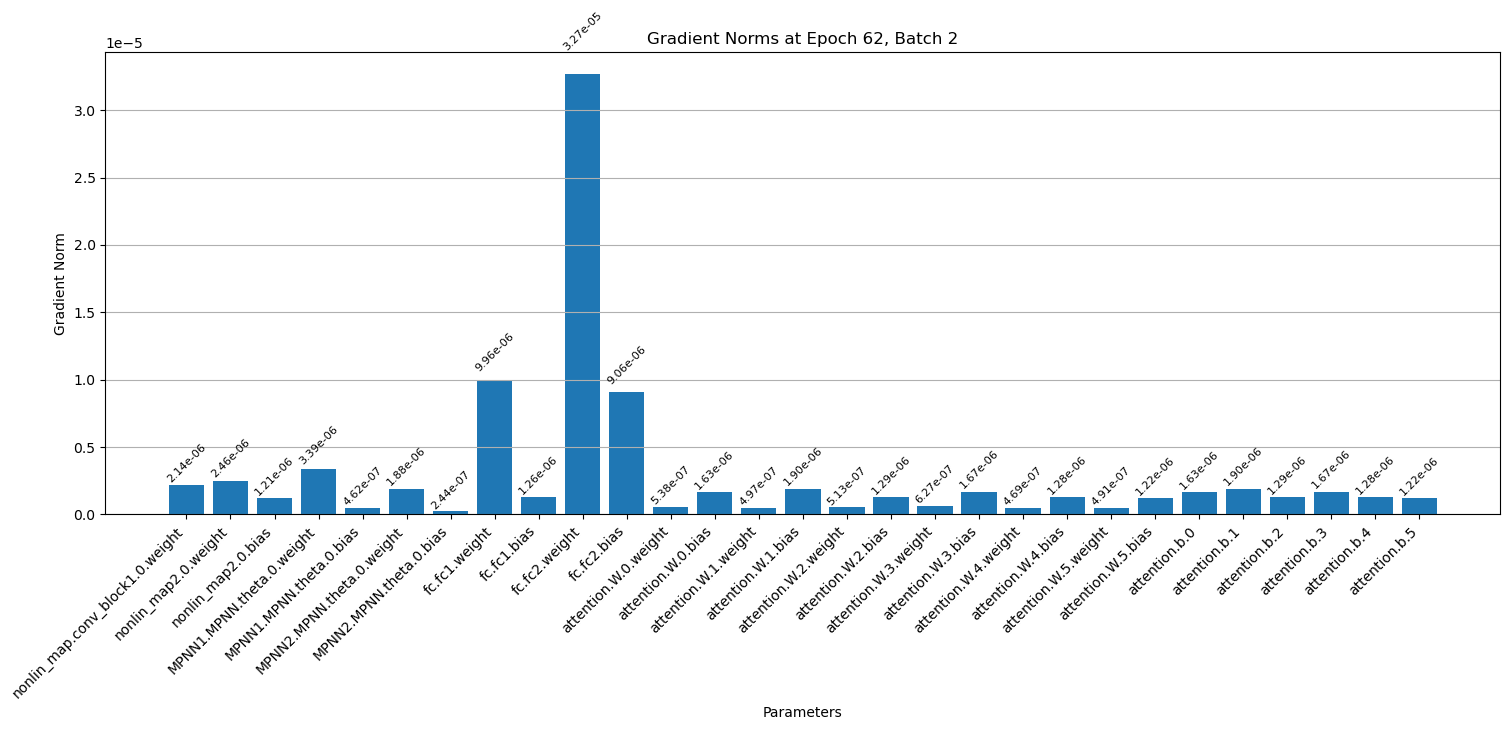 Gradient Norms at Epoch 62, Batch 2
1e−5
Gradient Norm
3.0
2.5
2.0
1.5
1.0
0.5
0.0
2.14e-06
2.46e-06
1.21e-06
3.39e-06
4.62e-07
1.88e-06
2.44e-07
9.96e-06
1.26e-06
3.27e-05
9.06e-06
5.38e-07
1.63e-06
4.97e-07
1.90e-06
5.13e-07
1.29e-06
6.27e-07
1.67e-06
4.69e-07
1.28e-06
4.91e-07
1.22e-06
1.63e-06
1.90e-06
1.29e-06
1.67e-06
1.28e-06
1.22e-06
nonlin_map.conv_block1.0.weight
nonlin_map2.0.weight
nonlin_map2.0.bias
MPNN1.MPNN.theta.0.weight
MPNN1.MPNN.theta.0.bias
MPNN2.MPNN.theta.0.weight
MPNN2.MPNN.theta.0.bias
fc.fc1.weight
fc.fc1.bias
fc.fc2.weight
fc.fc2.bias
attention.W.0.weight
attention.W.0.bias
attention.W.1.weight
attention.W.1.bias
attention.W.2.weight
attention.W.2.bias
attention.W.3.weight
attention.W.3.bias
attention.W.4.weight
attention.W.4.bias
attention.W.5.weight
attention.W.5.bias
attention.b.0
attention.b.1
attention.b.2
attention.b.3
attention.b.4
attention.b.5
Parameters